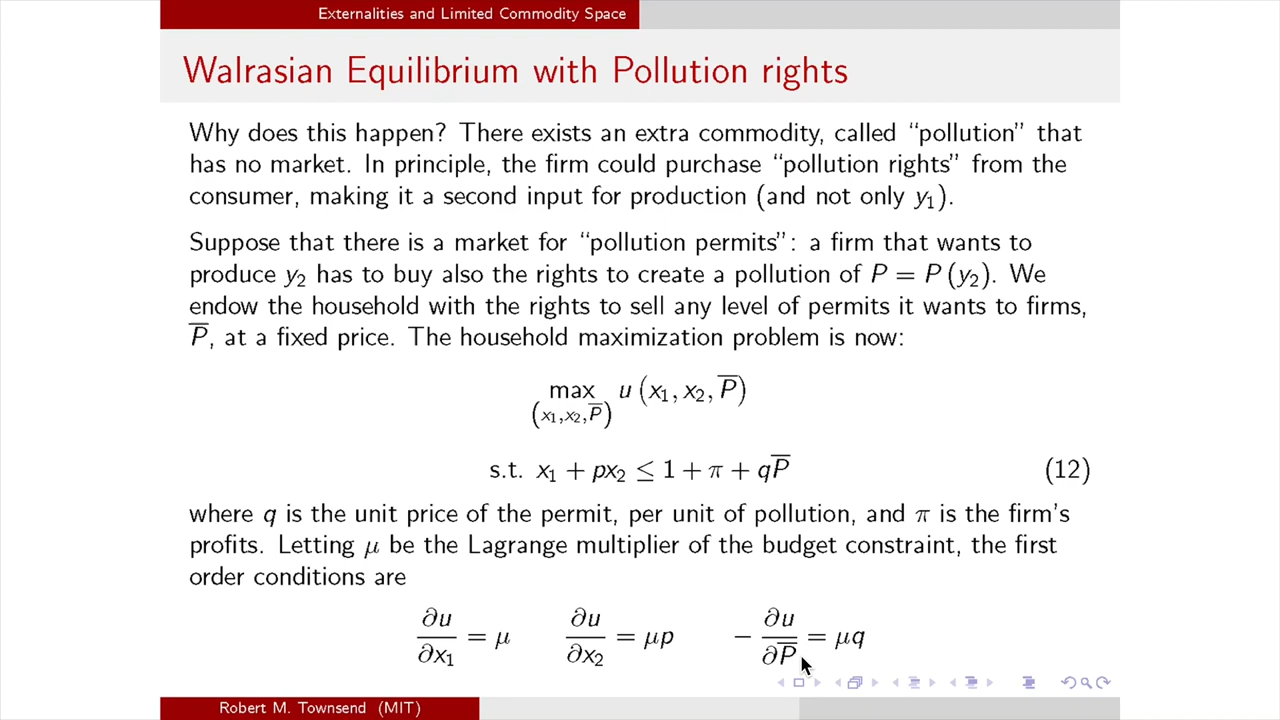 Externalities and Limited Commodity Space
Walrasian Equilibrium with Pollution rights
Why does this happen? There exists an extra commodity, called “pollution” that
has no market. In principle, the firm could purchase “pollution rights” from the
consumer, making it a second input for production (and not only y₁).
Suppose that there is a market for “pollution permits”: a firm that wants to
produce y₂ has to buy also the rights to create a pollution of P = P (y₂). We
endow the household with the rights to sell any level of permits it wants to firms,
P̅, at a fixed price. The household maximization problem is now:
max u (x₁, x₂, P̅)
(x₁,x₂,P̅)
s.t. x₁ + px₂ ≤ 1 + π + qP̅ (12)
where q is the unit price of the permit, per unit of pollution, and π is the firm's
profits. Letting μ be the Lagrange multiplier of the budget constraint, the first
order conditions are
∂u/∂x₁ = μ ∂u/∂x₂ = μp − ∂u/∂P̅ = μq
Robert M. Townsend (MIT)